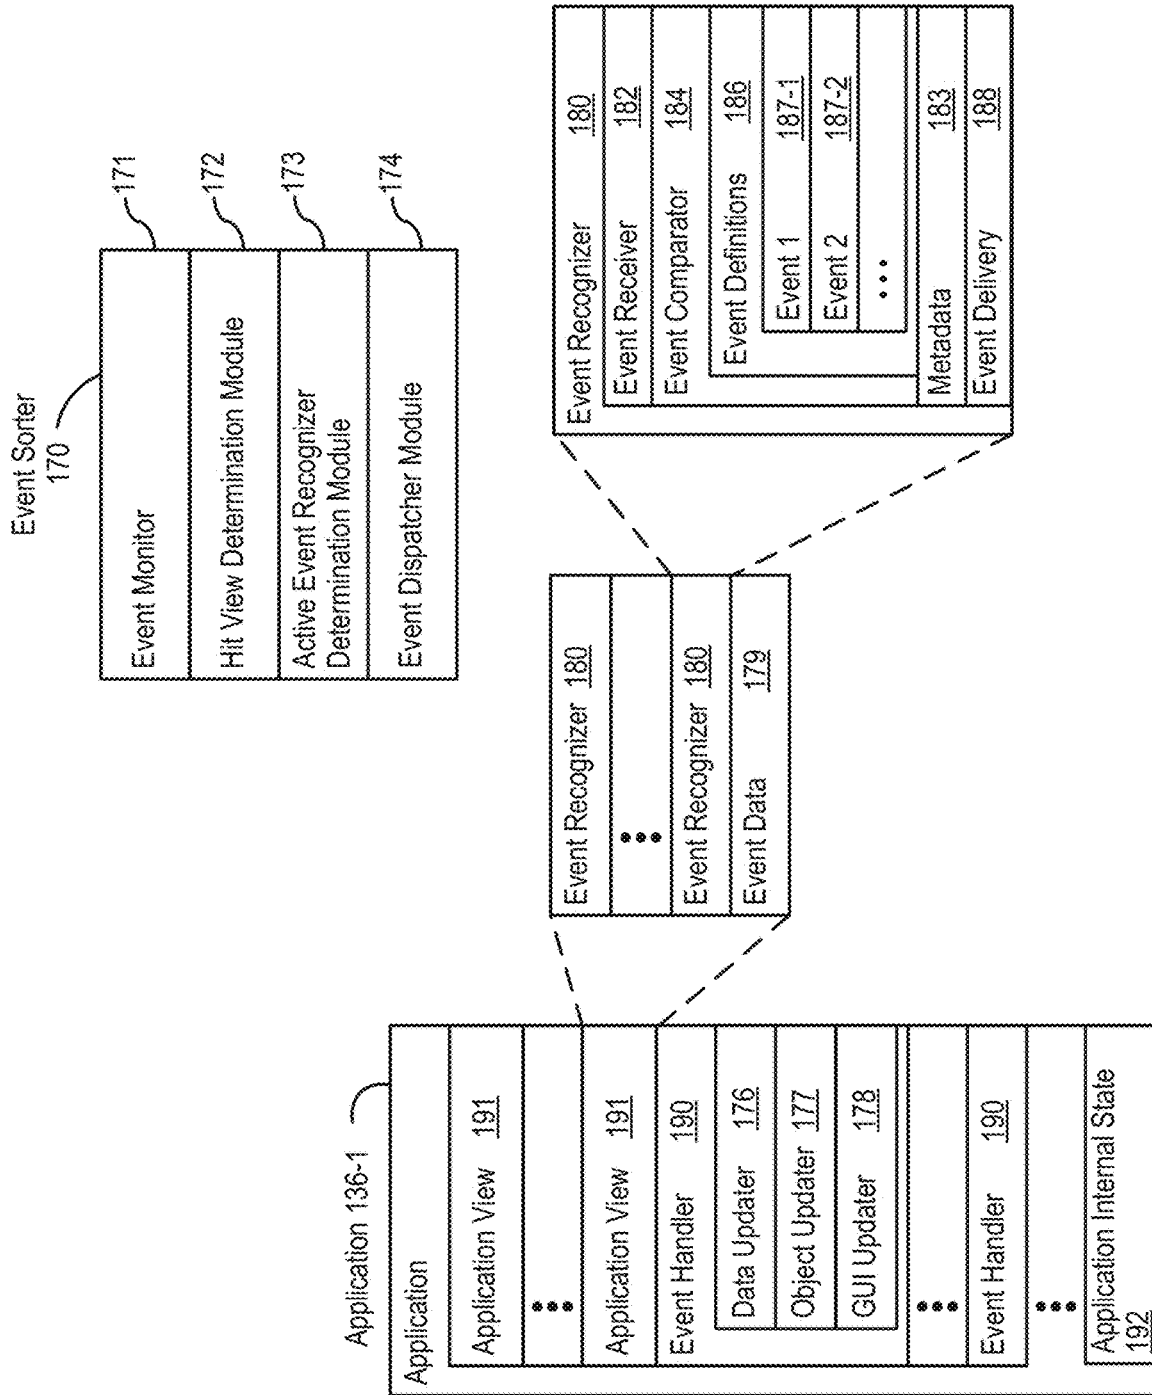 Event Sorter
170
Event Monitor
171
Hit View Determination Module
172
Active Event Recognizer
Determination Module
173
Event Dispatcher Module
174
Application 136-1
Application
Application View 191
•••
Application View 191
Event Handler 190
Data Updater 176
Object Updater 177
GUI Updater 178
•••
Event Handler 190
•••
Application Internal State
192
Event Recognizer 180
•••
Event Recognizer 180
Event Data 179
Event Recognizer 180
Event Receiver 182
Event Comparator 184
Event Definitions 186
Event 1 187-1
Event 2 187-2
•••
Metadata 183
Event Delivery 188